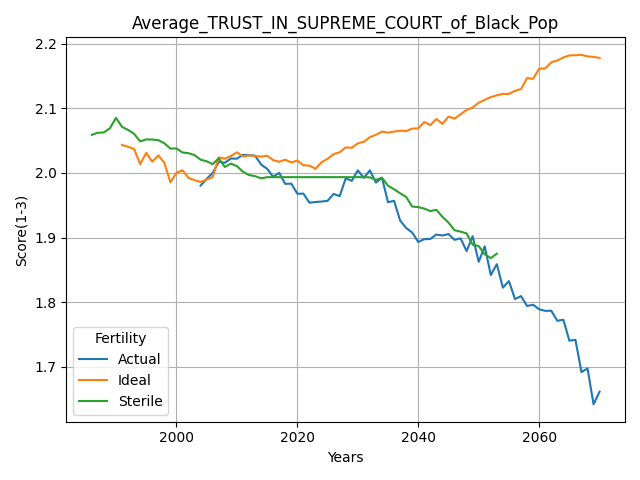 Average_TRUST_IN_SUPREME_COURT_of_Black_Pop
2.2
2.1
2.0
1.9
1.8
1.7
Score(1-3)
Fertility
Actual
Ideal
Sterile
2000 2020 2040 2060
Years